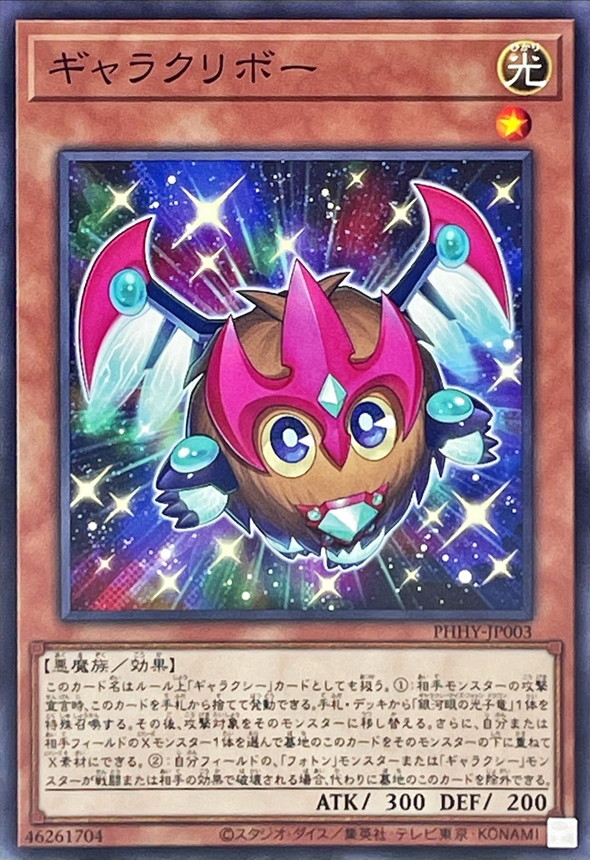 ギャラクリボー
ひかり
光
PHHY-JP003
【悪魔族／効果】
このカード名はルール上「ギャラクシー」カードとしても扱う。①：相手モンスターの攻撃
宣言時、このカードを手札から捨てて発動できる。手札・デッキから「銀河眼の光子竜」1体を
特殊召喚する。その後、攻撃対象をそのモンスターに移し替える。さらに、自分または
相手フィールドのXモンスター1体を選んで墓地のこのカードをそのモンスターの下に重ねて
X素材にできる。②：自分フィールドの、「フォトン」モンスターまたは「ギャラクシー」モン
スターが戦闘または相手の効果で破壊される場合、代わりに墓地のこのカードを除外できる。
ATK/ 300 DEF/ 200
46261704
©スタジオ・ダイス／集英社・テレビ東京・KONAMI